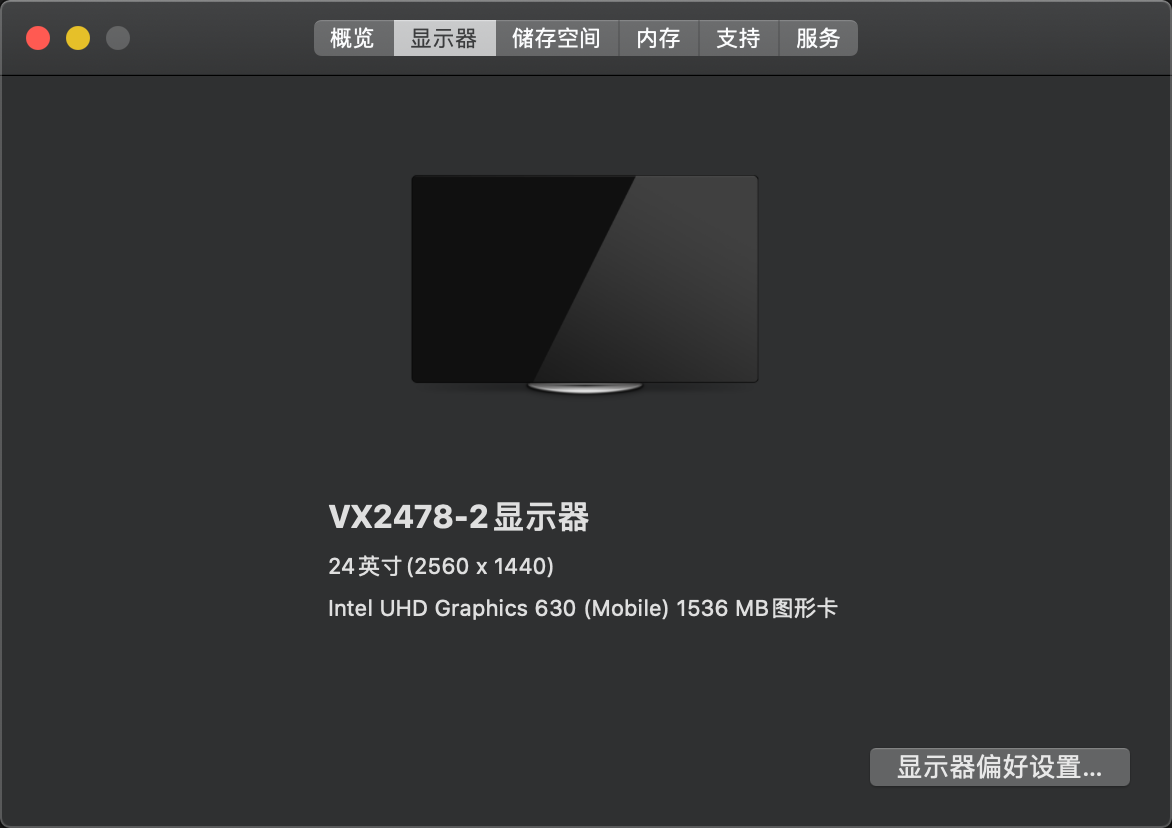 概览 显示器 储存空间 内存 支持 服务
VX2478-2显示器
24英寸 (2560 x 1440)
Intel UHD Graphics 630 (Mobile) 1536 MB图形卡
显示器偏好设置...